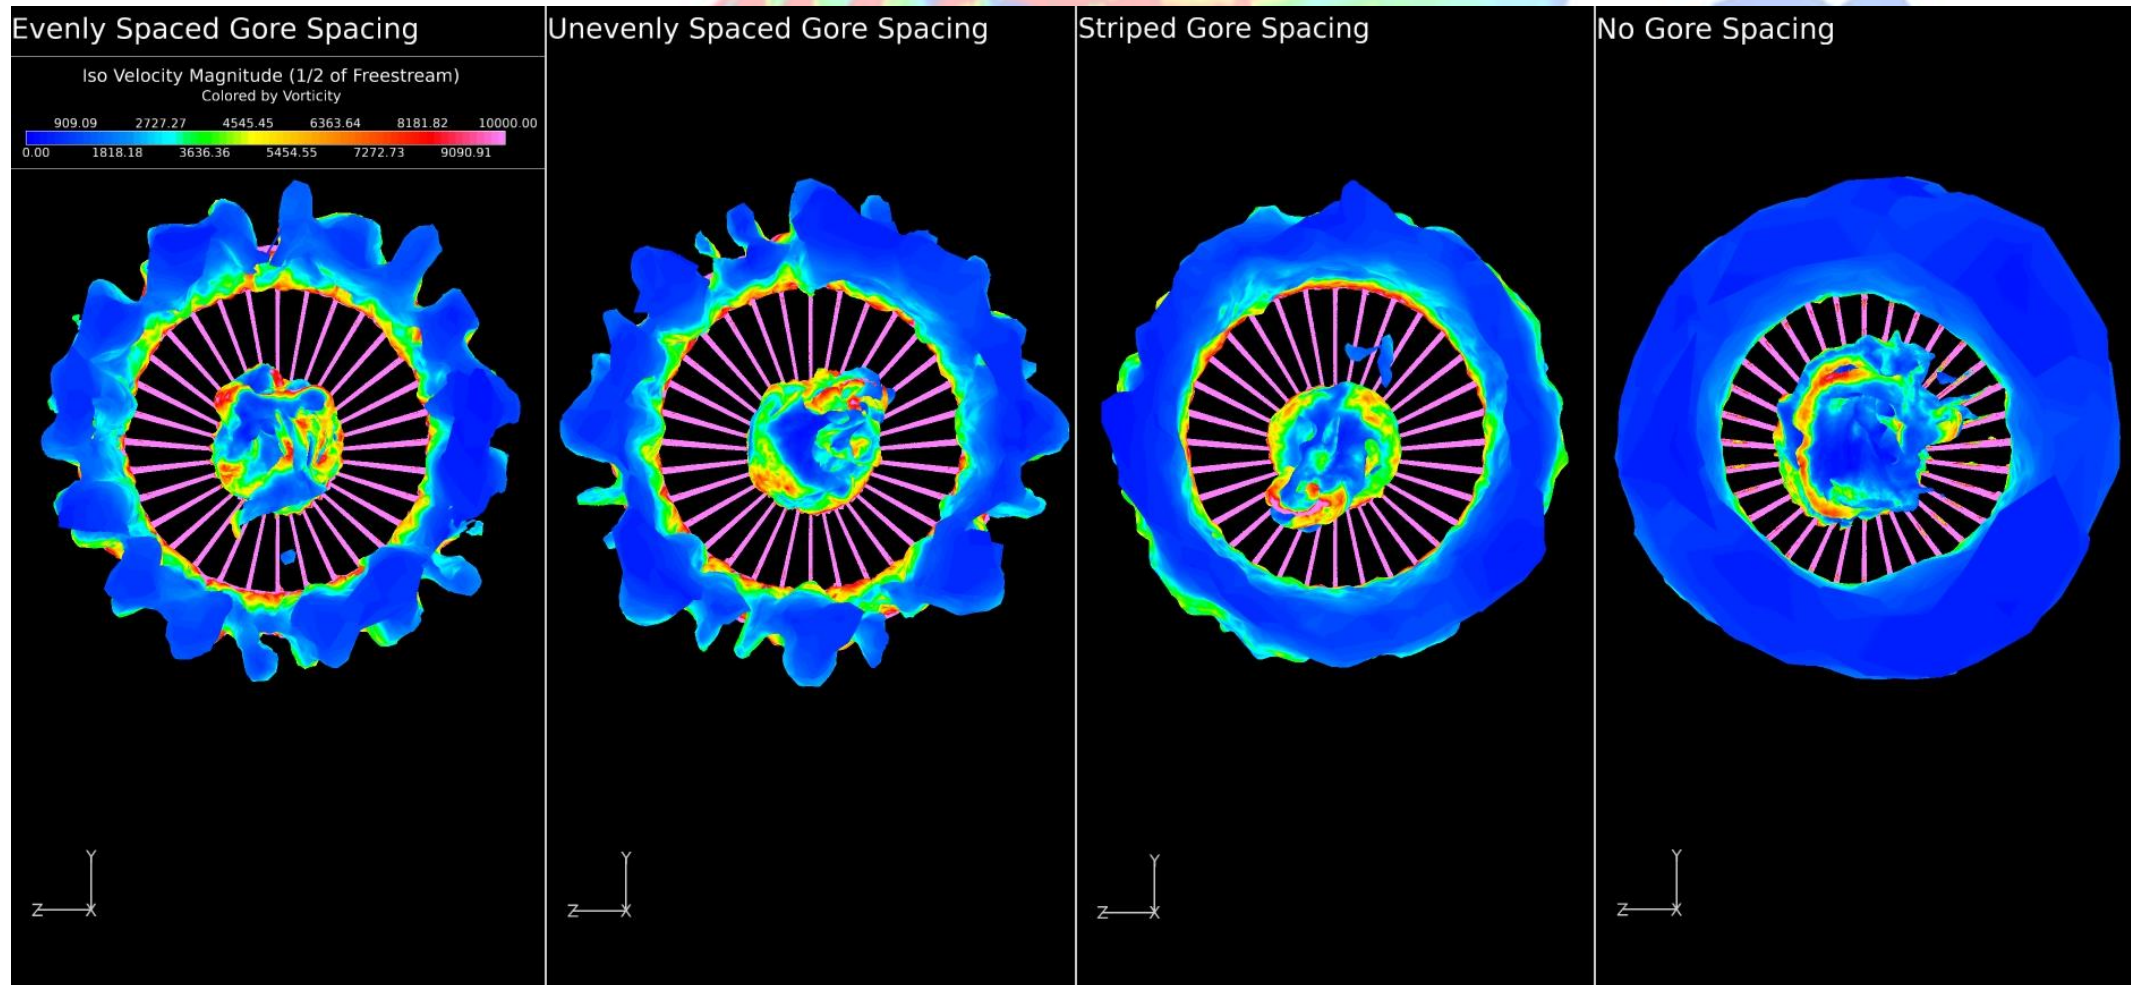 Evenly Spaced Gore Spacing
Iso Velocity Magnitude (1/2 of Freestream)
Colored by Vorticity
909.09 2727.27 4545.45 6363.64 8181.82 10000.00
0.00 1818.18 3636.36 5454.55 7272.73 9090.91
Y
Z X
Unevenly Spaced Gore Spacing
Y
Z X
Striped Gore Spacing
Y
Z X
No Gore Spacing
Y
Z X